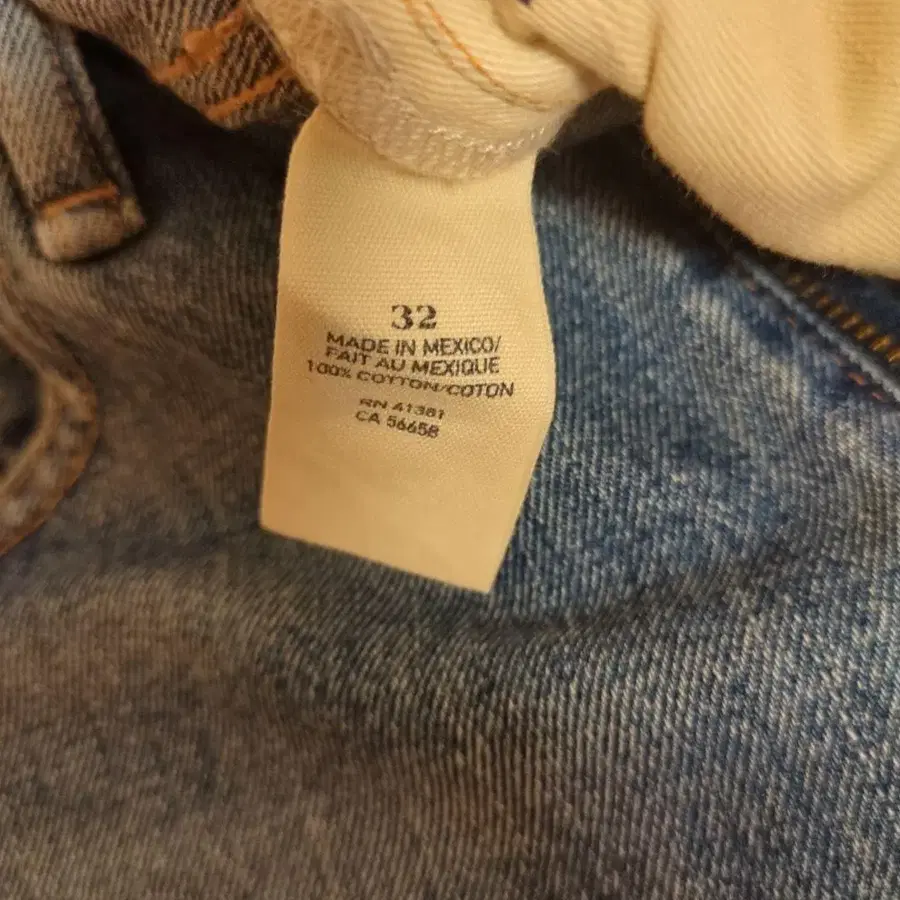 32
MADE IN MEXICO/
FAIT AU MEXIQUE
100% COTTON/COTON
RN 41381
CA 56658